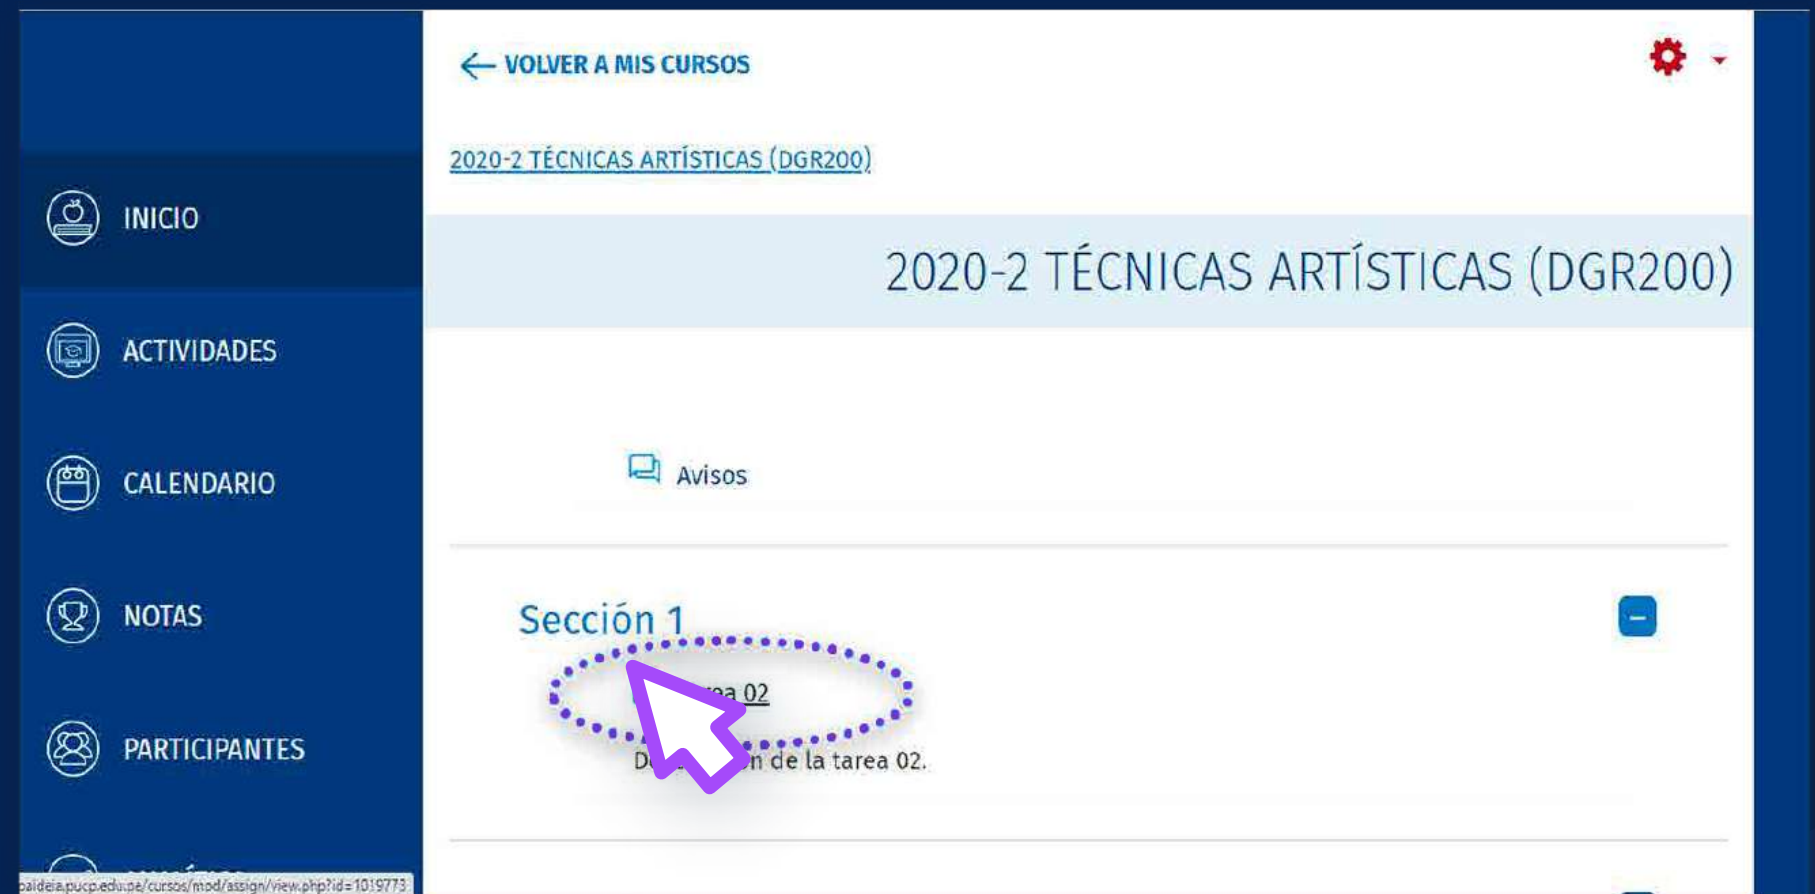 VOLVER A MIS CURSOS
2020-2 TÉCNICAS ARTÍSTICAS (DGR200)
2020-2 TÉCNICAS ARTÍSTICAS (DGR200)
INICIO
ACTIVIDADES
CALENDARIO
NOTAS
PARTICIPANTES
Avisos
Sección 1
02
de la tarea 02.
paideia.pucp.edu.pe/cursos/mod/assign/view.php?id=1019773